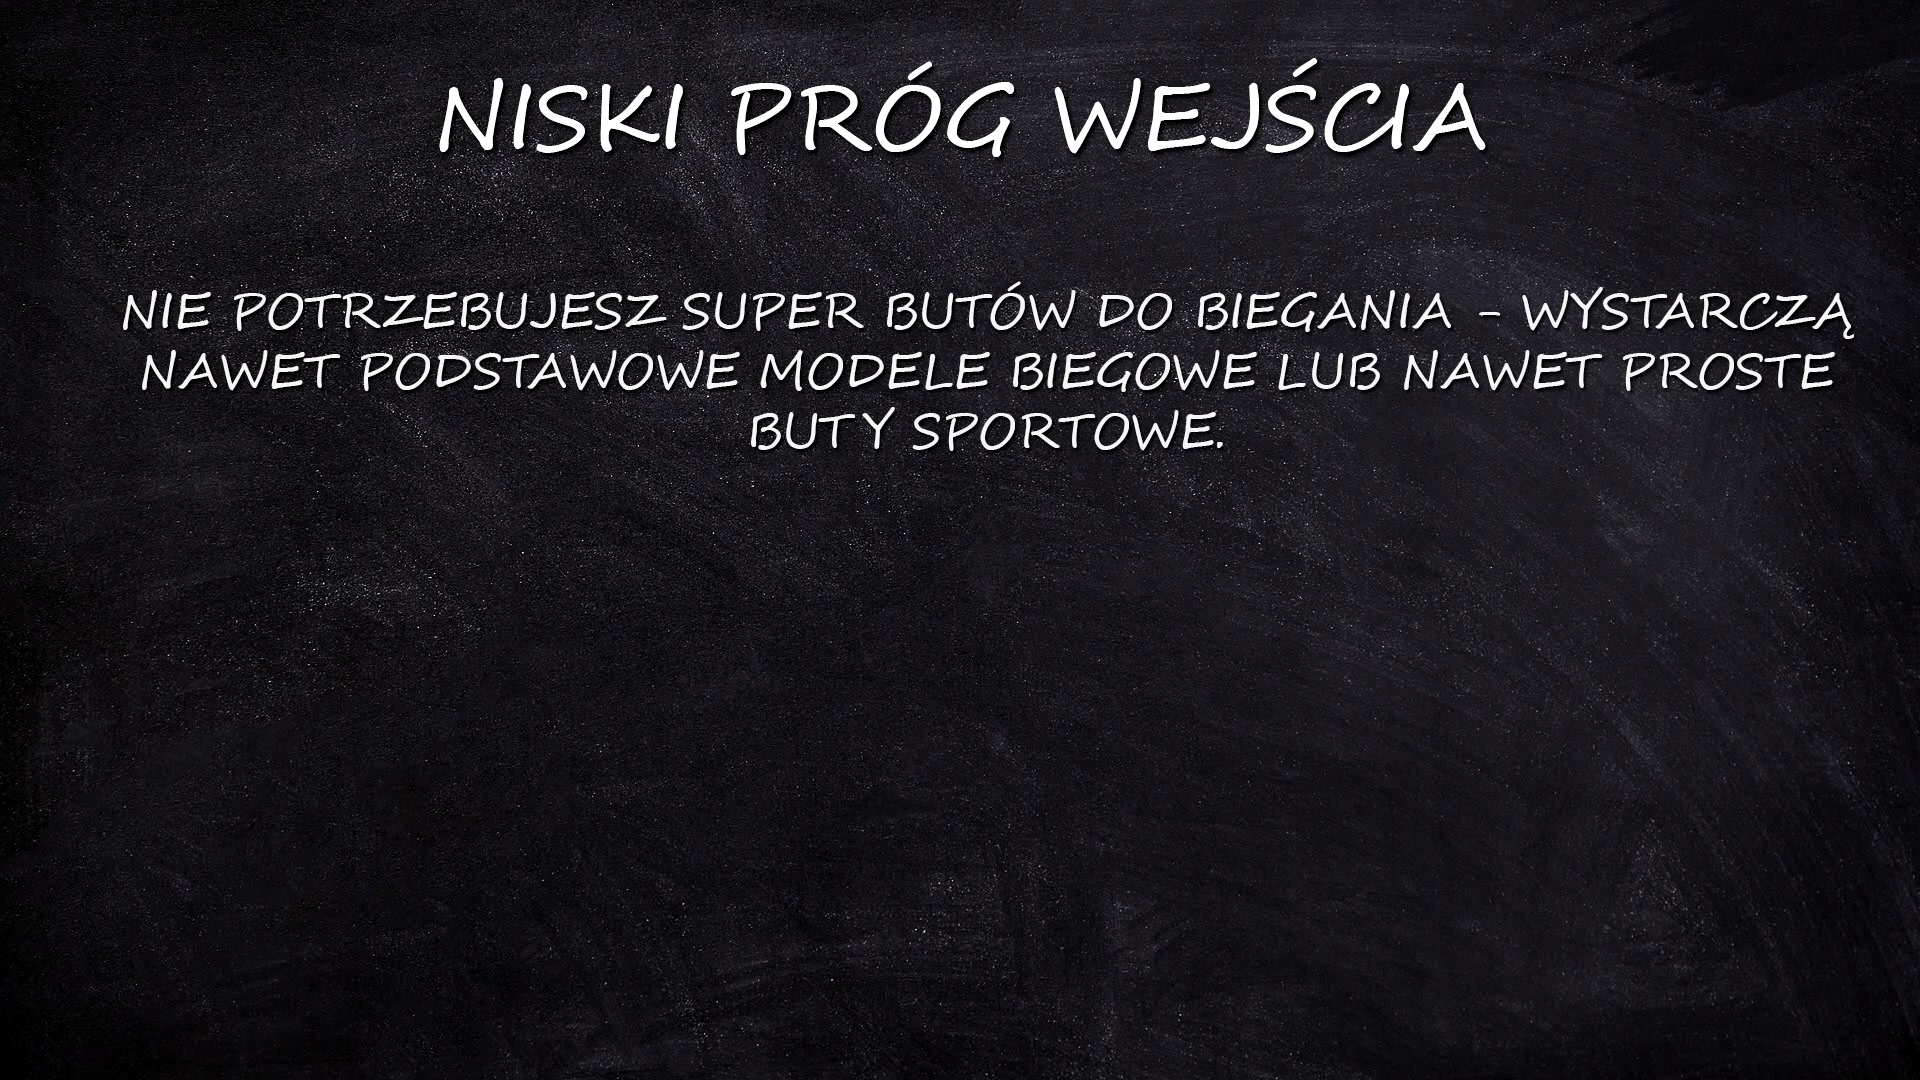 NISKI PRÓG WEJŚCIA
NIE POTRZEBUJESZ SUPER BUTÓW DO BIEGANIA - WYSTARCZĄ
NAWET PODSTAWOWE MODELE BIEGOWE LUB NAWET PROSTE
BUTY SPORTOWE.